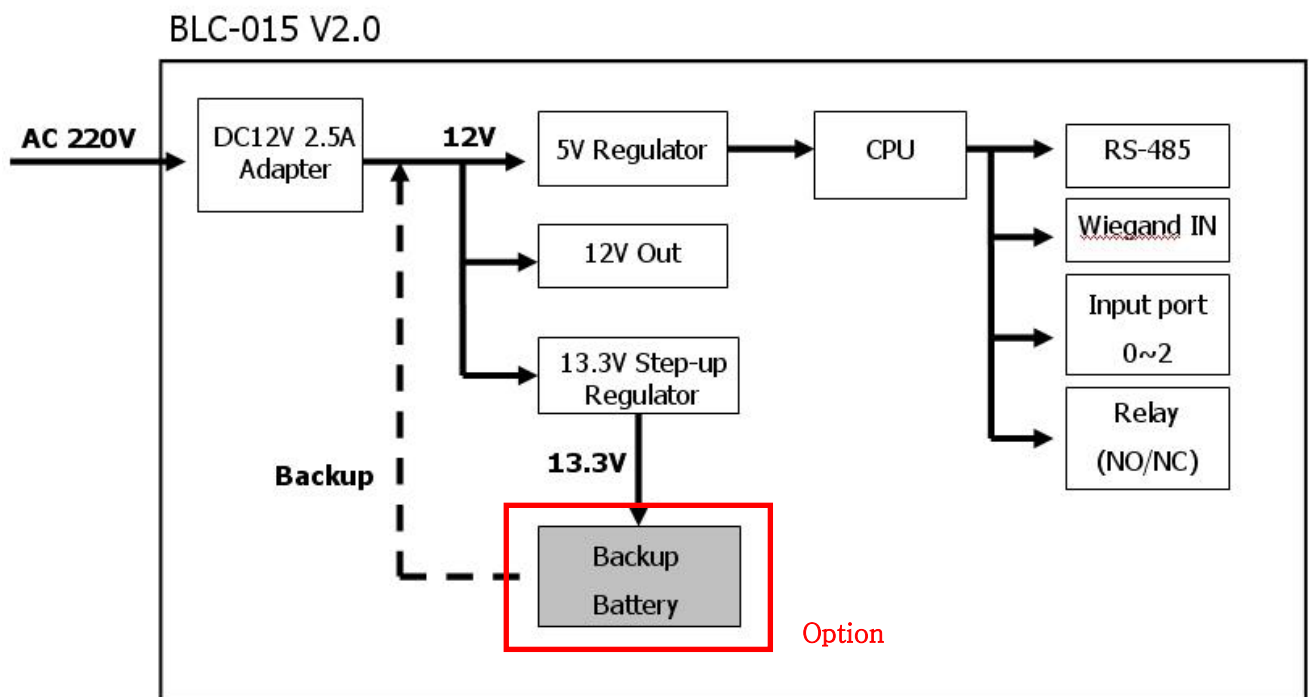 BLC-015 V2.0
AC 220V
DC12V 2.5A
Adapter
12V
5V Regulator
CPU
RS-485
Wiegand IN
12V Out
Input port
0~2
13.3V Step-up
Regulator
Relay
(NO/NC)
13.3V
Backup
Backup
Battery
Option